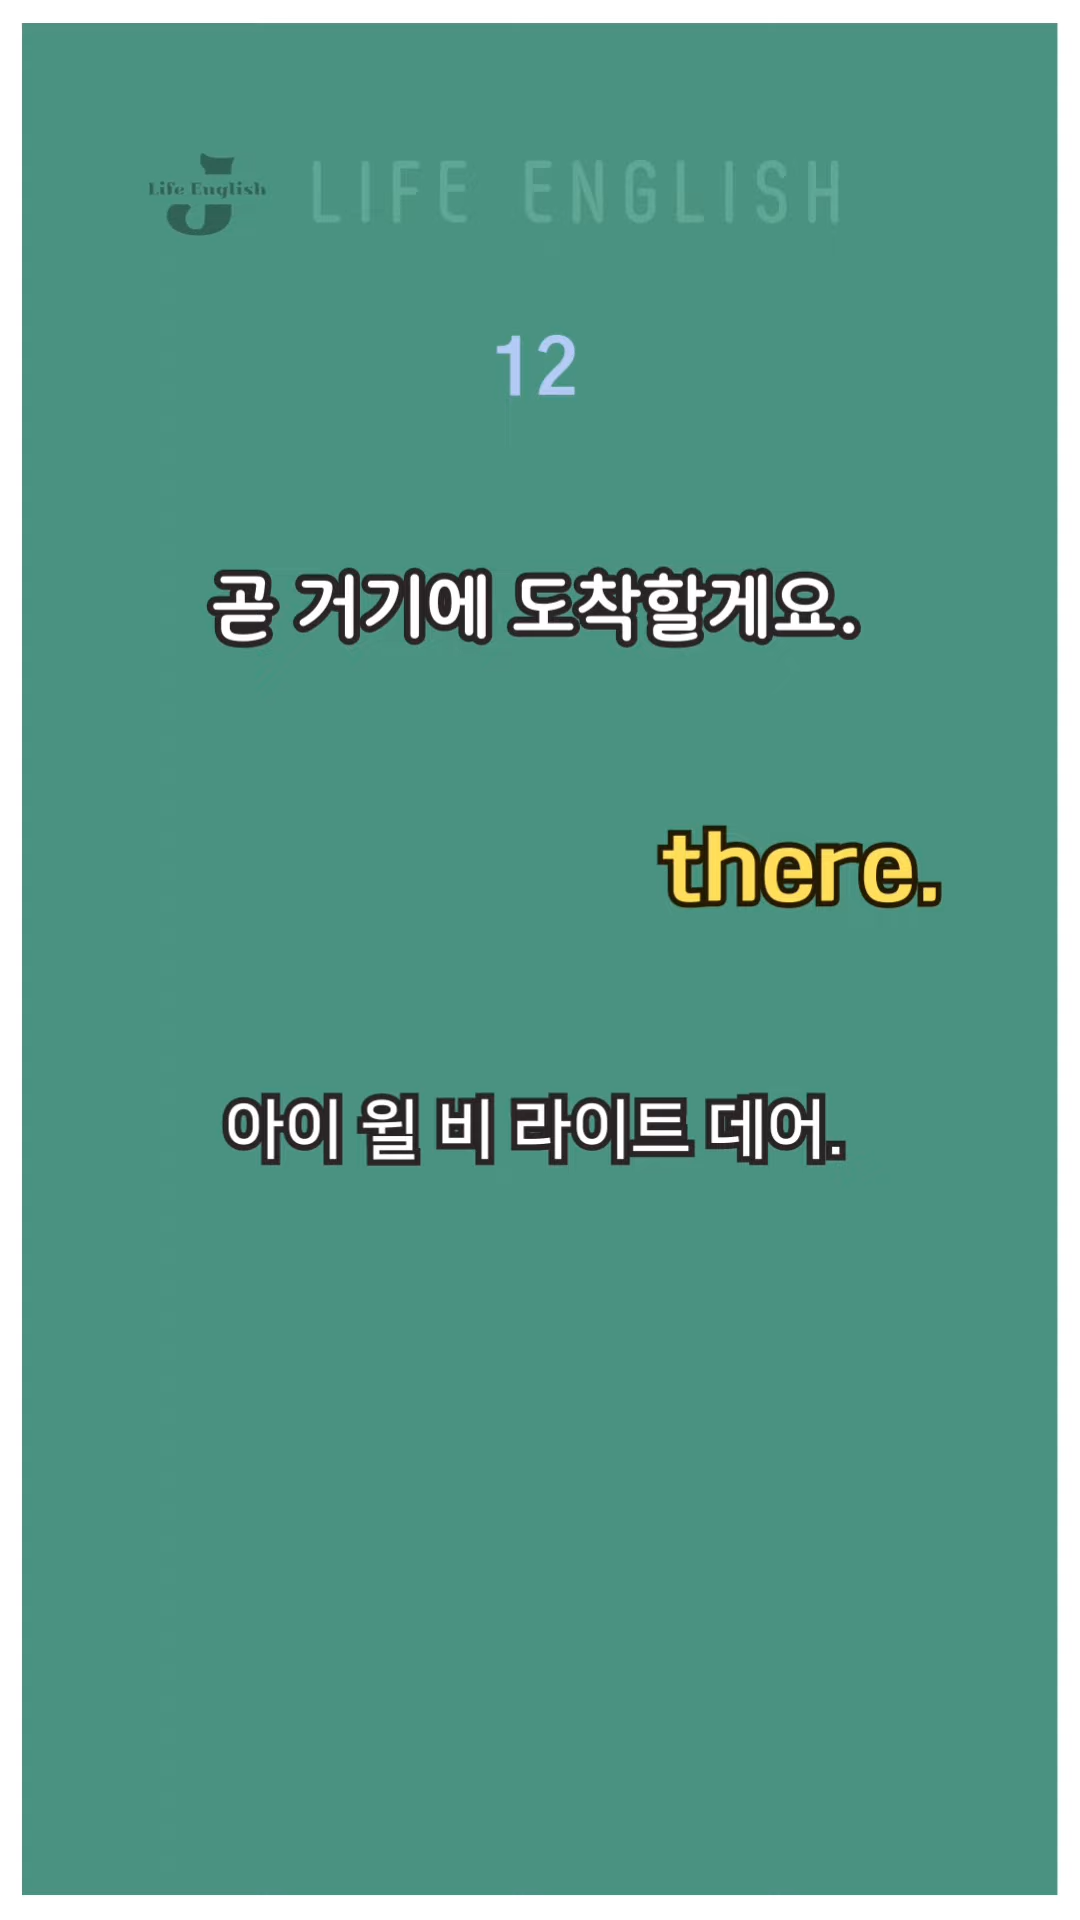 Life English
J
LIFE ENGLISH
12
곧 거기에 도착할게요.
there.
아이 윌 비 라이트 데어.